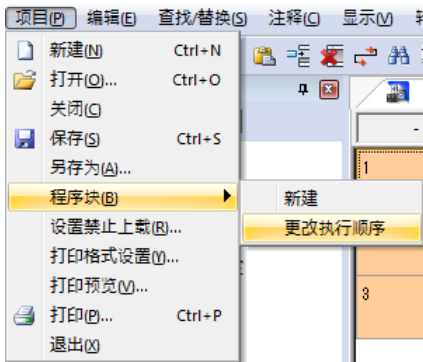 项目(P) 编辑(E) 查找/替换(S) 注释(C) 显示(V)
新建(N) Ctrl+N
打开(O)... Ctrl+O
关闭(C)
保存(S) Ctrl+S
另存为(A)...
程序块(B)
新建
设置禁止上载(R)...
更改执行顺序
打印格式设置(M)...
打印预览(V)...
打印(P)... Ctrl+P
退出(X)
-
1
3